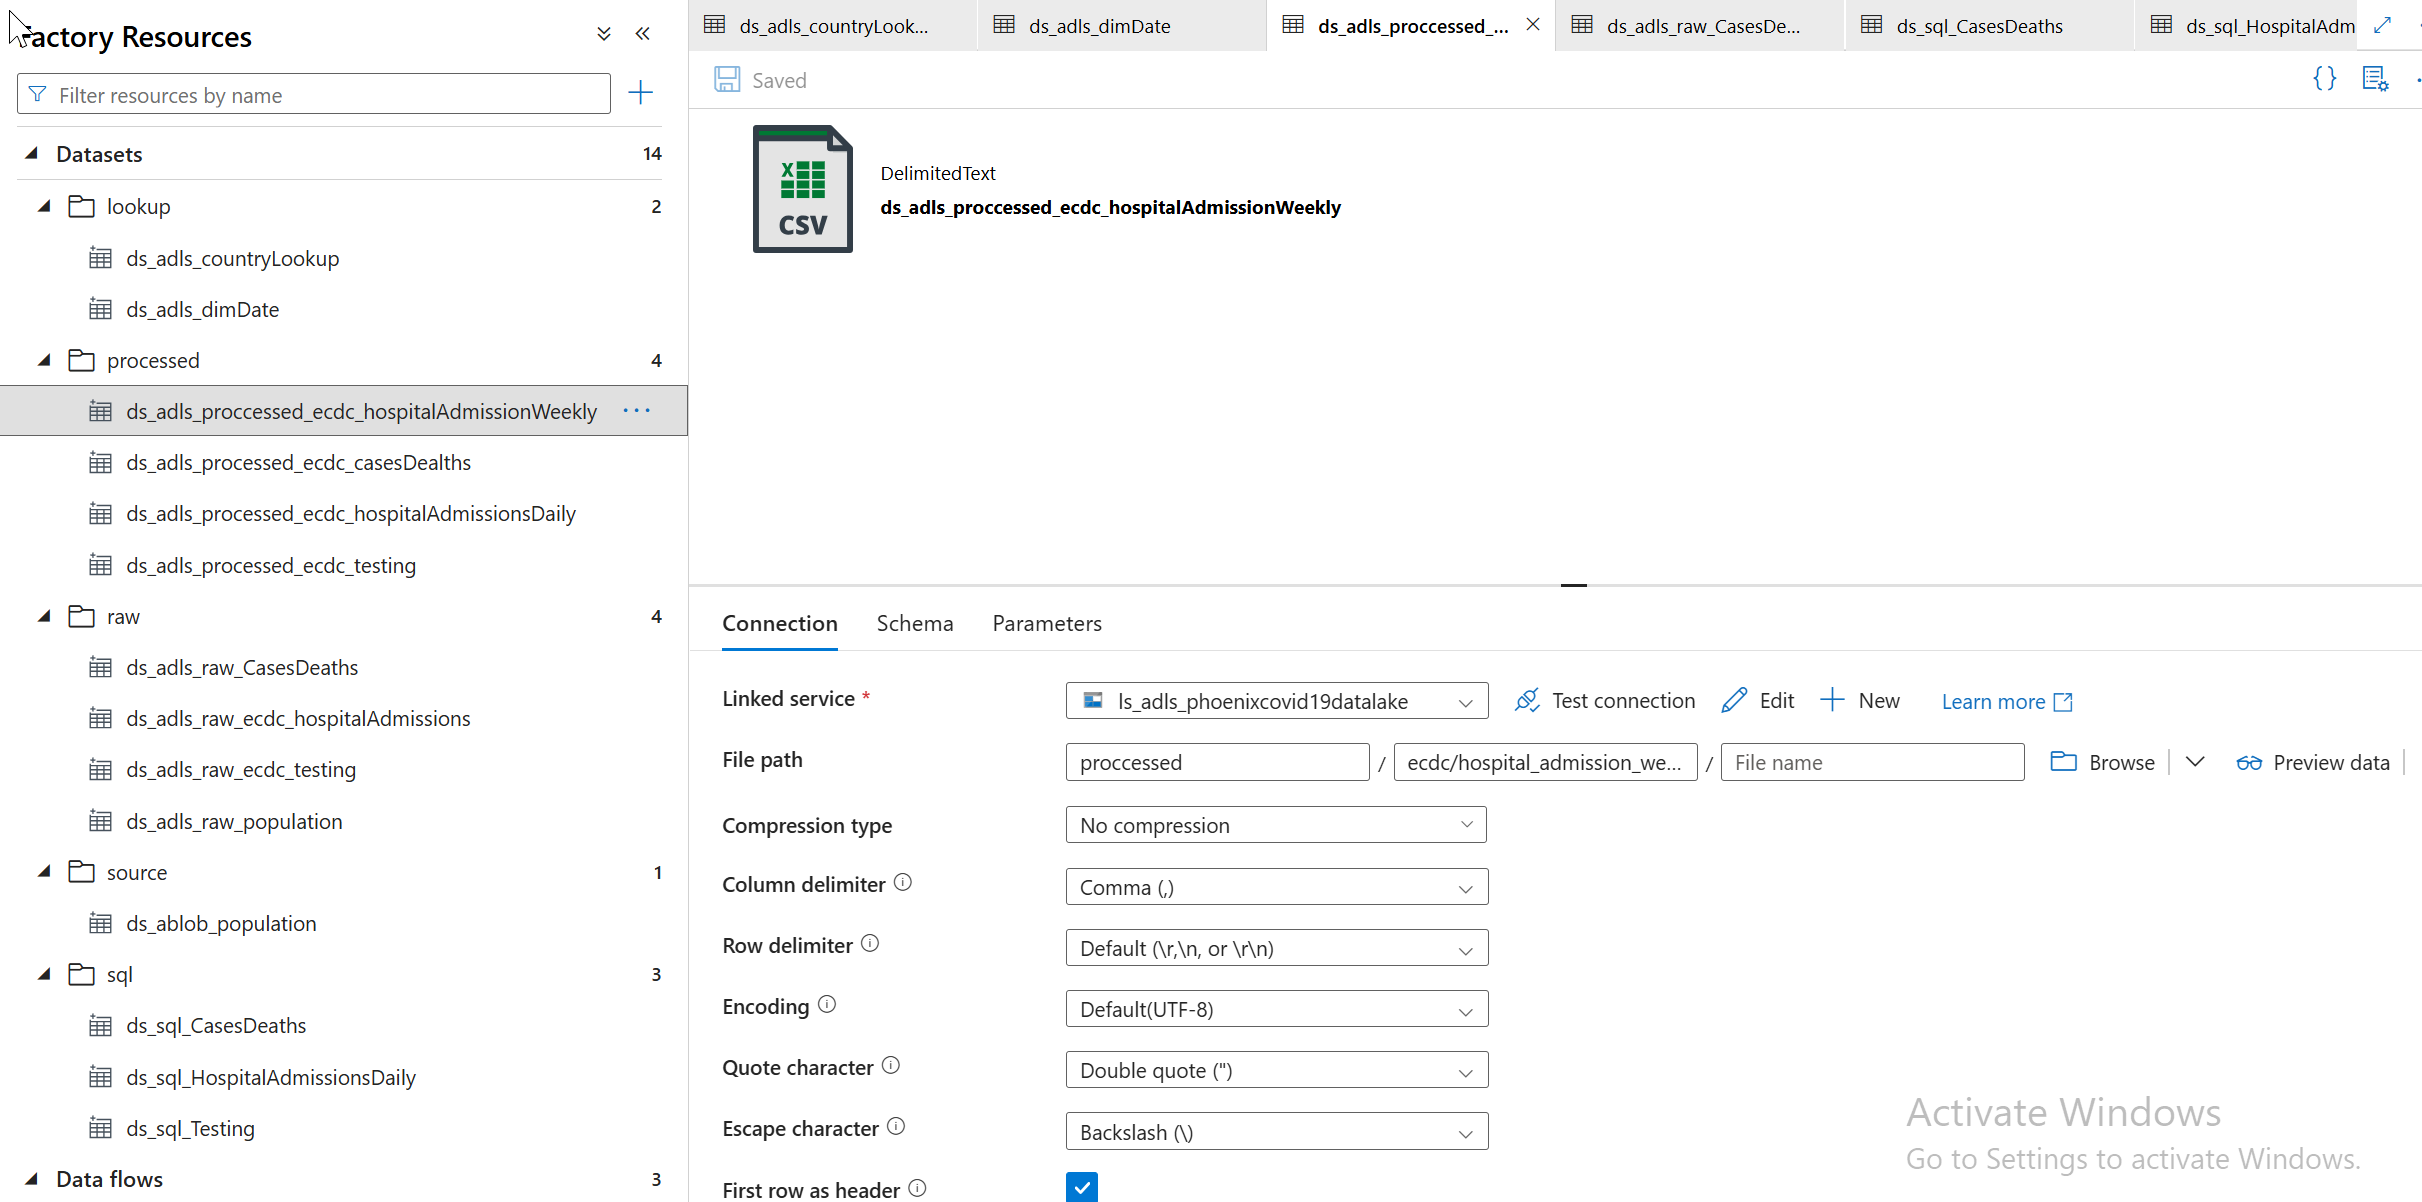 Factory Resources
Filter resources by name
Datasets 14
lookup 2
ds_adls_countryLookup
ds_adls_dimDate
processed 4
ds_adls_proccessed_ecdc_hospitalAdmissionWeekly ...
ds_adls_processed_ecdc_casesDealths
ds_adls_processed_ecdc_hospitalAdmissionsDaily
ds_adls_processed_ecdc_testing
raw 4
ds_adls_raw_CasesDeaths
ds_adls_raw_ecdc_hospitalAdmissions
ds_adls_raw_ecdc_testing
ds_adls_raw_population
source 1
ds_ablob_population
sql 3
ds_sql_CasesDeaths
ds_sql_HospitalAdmissionsDaily
ds_sql_Testing
Data flows 3
ds_adls_countryLook... ds_adls_dimDate ds_adls_proccessed_... ds_adls_raw_CasesDe... ds_sql_CasesDeaths ds_sql_HospitalAdm
Saved {}
X
CSV
DelimitedText
ds_adls_proccessed_ecdc_hospitalAdmissionWeekly
Connection Schema Parameters
Linked service * ls_adls_phoenixcovid19datalake Test connection Edit New Learn more
File path proccessed / ecdc/hospital_admission_we... / File name Browse Preview data
Compression type No compression
Column delimiter Comma (,)
Row delimiter Default (\r,\n, or \r\n)
Encoding Default(UTF-8)
Quote character Double quote (")
Escape character Backslash (\)
First row as header
Activate Windows
Go to Settings to activate Windows.